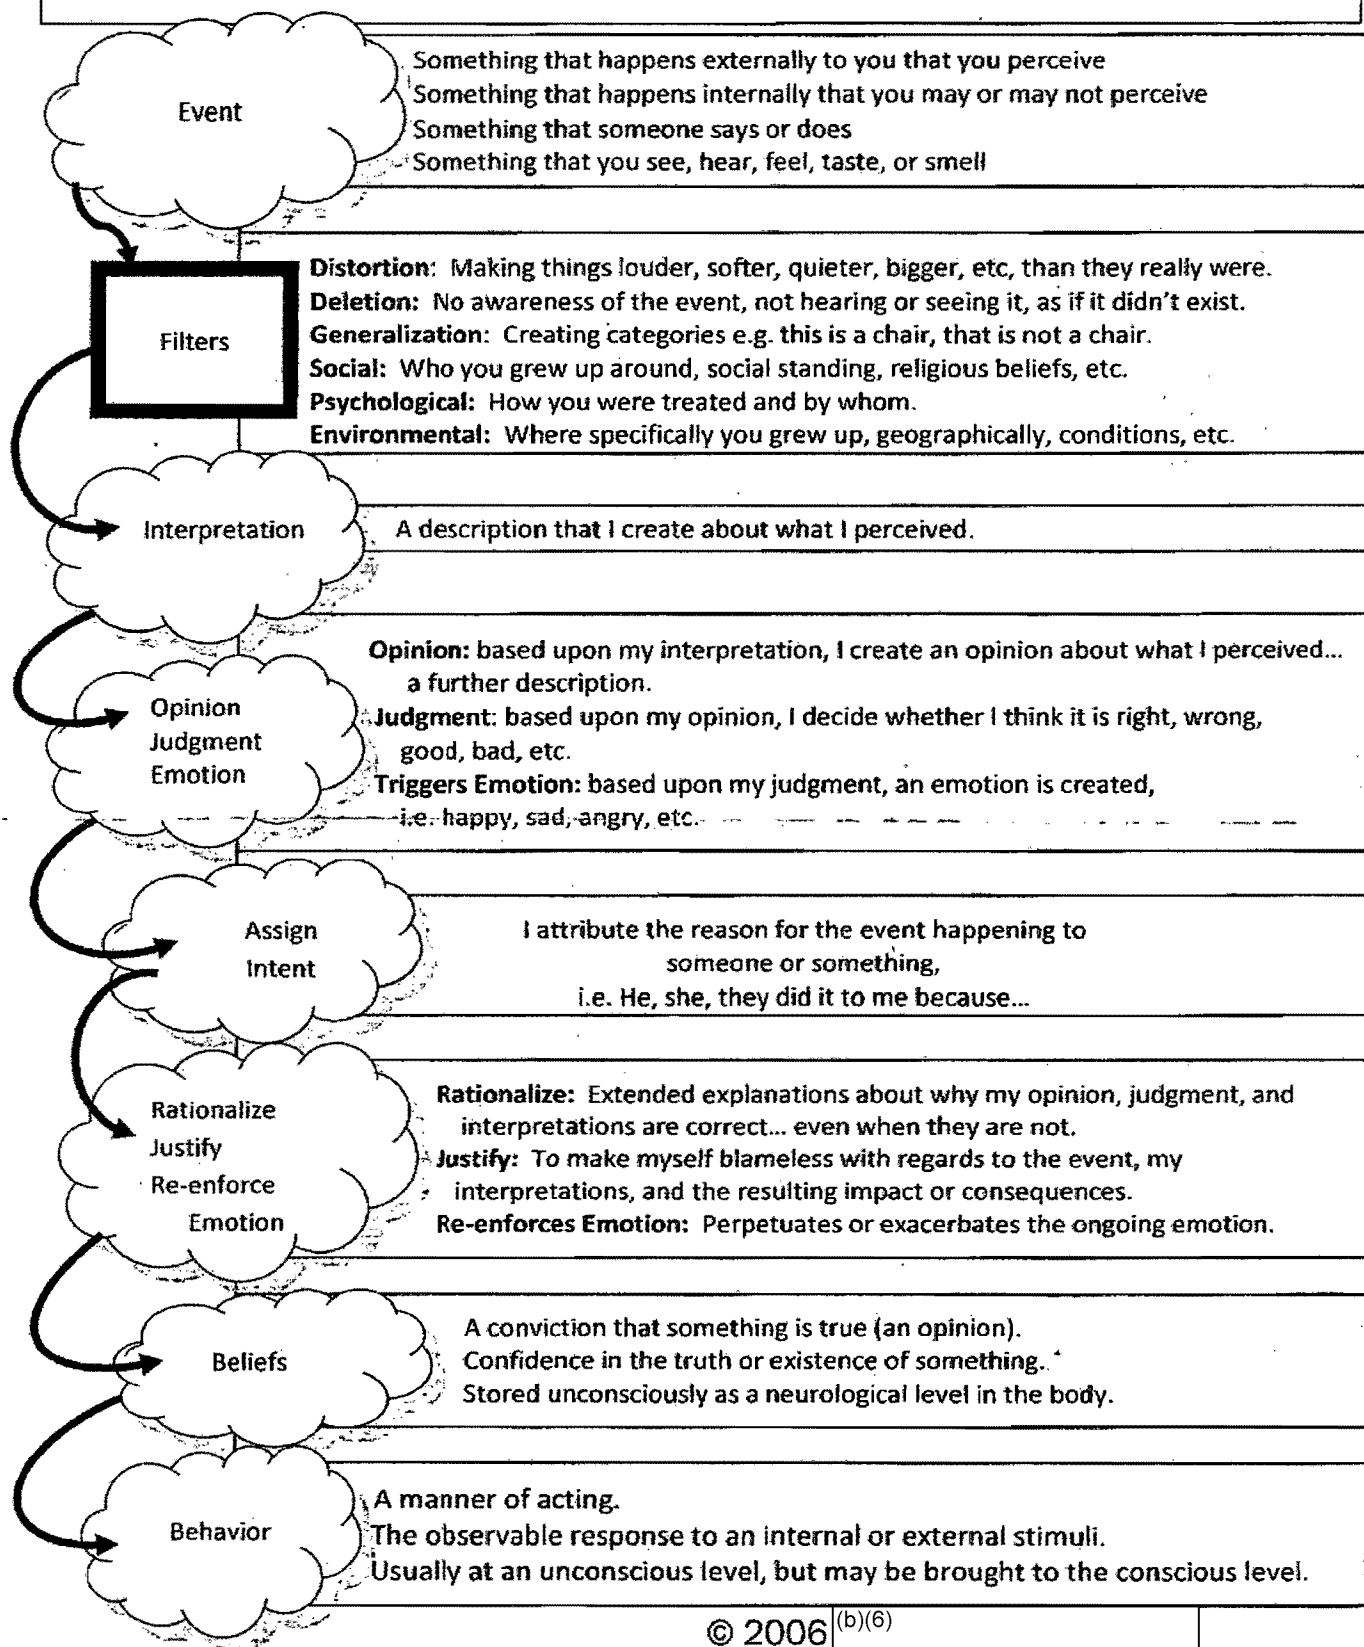 Event
Something that happens externally to you that you perceive
Something that happens internally that you may or may not perceive
Something that someone says or does
Something that you see, hear, feel, taste, or smell
Filters
Distortion: Making things louder, softer, quieter, bigger, etc, than they really were.
Deletion: No awareness of the event, not hearing or seeing it, as if it didn't exist.
Generalization: Creating categories e.g. this is a chair, that is not a chair.
Social: Who you grew up around, social standing, religious beliefs, etc.
Psychological: How you were treated and by whom.
Environmental: Where specifically you grew up, geographically, conditions, etc.
Interpretation
A description that I create about what I perceived.
Opinion
Judgment
Emotion
Opinion: based upon my interpretation, I create an opinion about what I perceived...
a further description.
Judgment: based upon my opinion, I decide whether I think it is right, wrong,
good, bad, etc.
Triggers Emotion: based upon my judgment, an emotion is created,
i.e. happy, sad, angry, etc.
Assign
Intent
I attribute the reason for the event happening to
someone or something,
i.e. He, she, they did it to me because...
Rationalize
Justify
Re-enforce
Emotion
Rationalize: Extended explanations about why my opinion, judgment, and
interpretations are correct... even when they are not.
Justify: To make myself blameless with regards to the event, my
interpretations, and the resulting impact or consequences.
Re-enforces Emotion: Perpetuates or exacerbates the ongoing emotion.
Beliefs
A conviction that something is true (an opinion).
Confidence in the truth or existence of something.
Stored unconsciously as a neurological level in the body.
Behavior
A manner of acting.
The observable response to an internal or external stimuli.
Usually at an unconscious level, but may be brought to the conscious level.
© 2006 (b)(6)